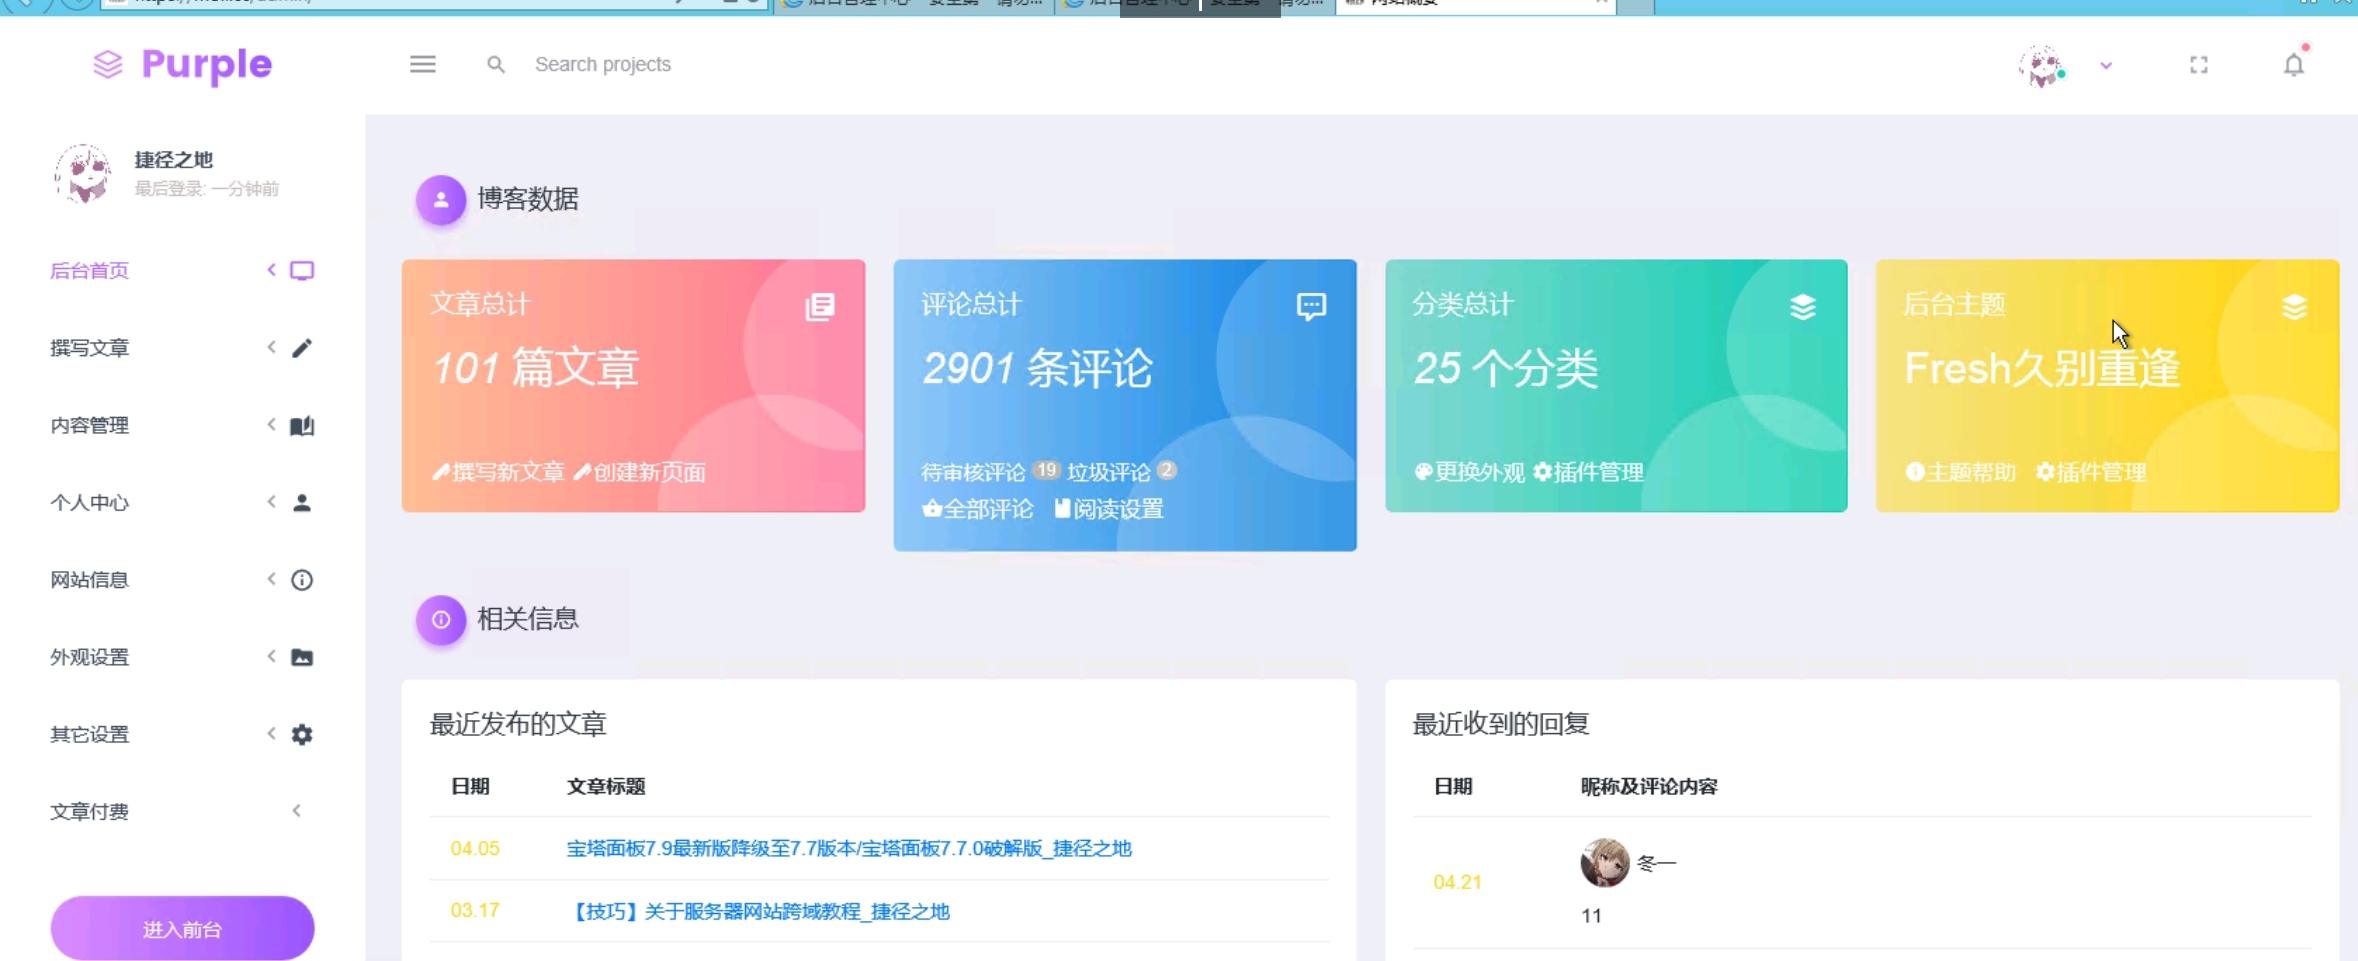 Purple
Search projects
捷径之地
最后登录: 一分钟前
后台首页
撰写文章
内容管理
个人中心
网站信息
外观设置
其它设置
文章付费
进入前台
博客数据
文章总计
101 篇文章
撰写新文章 创建新页面
评论总计
2901 条评论
待审核评论 19 垃圾评论 2
全部评论 阅读设置
分类总计
25 个分类
更换外观 插件管理
后台主题
Fresh久别重逢
主题帮助 插件管理
相关信息
最近发布的文章
日期 文章标题
04.05 宝塔面板7.9最新版降级至7.7版本/宝塔面板7.7.0破解版_捷径之地
03.17 【技巧】关于服务器网站跨域教程_捷径之地
最近收到的回复
日期 昵称及评论内容
冬一
04.21
11